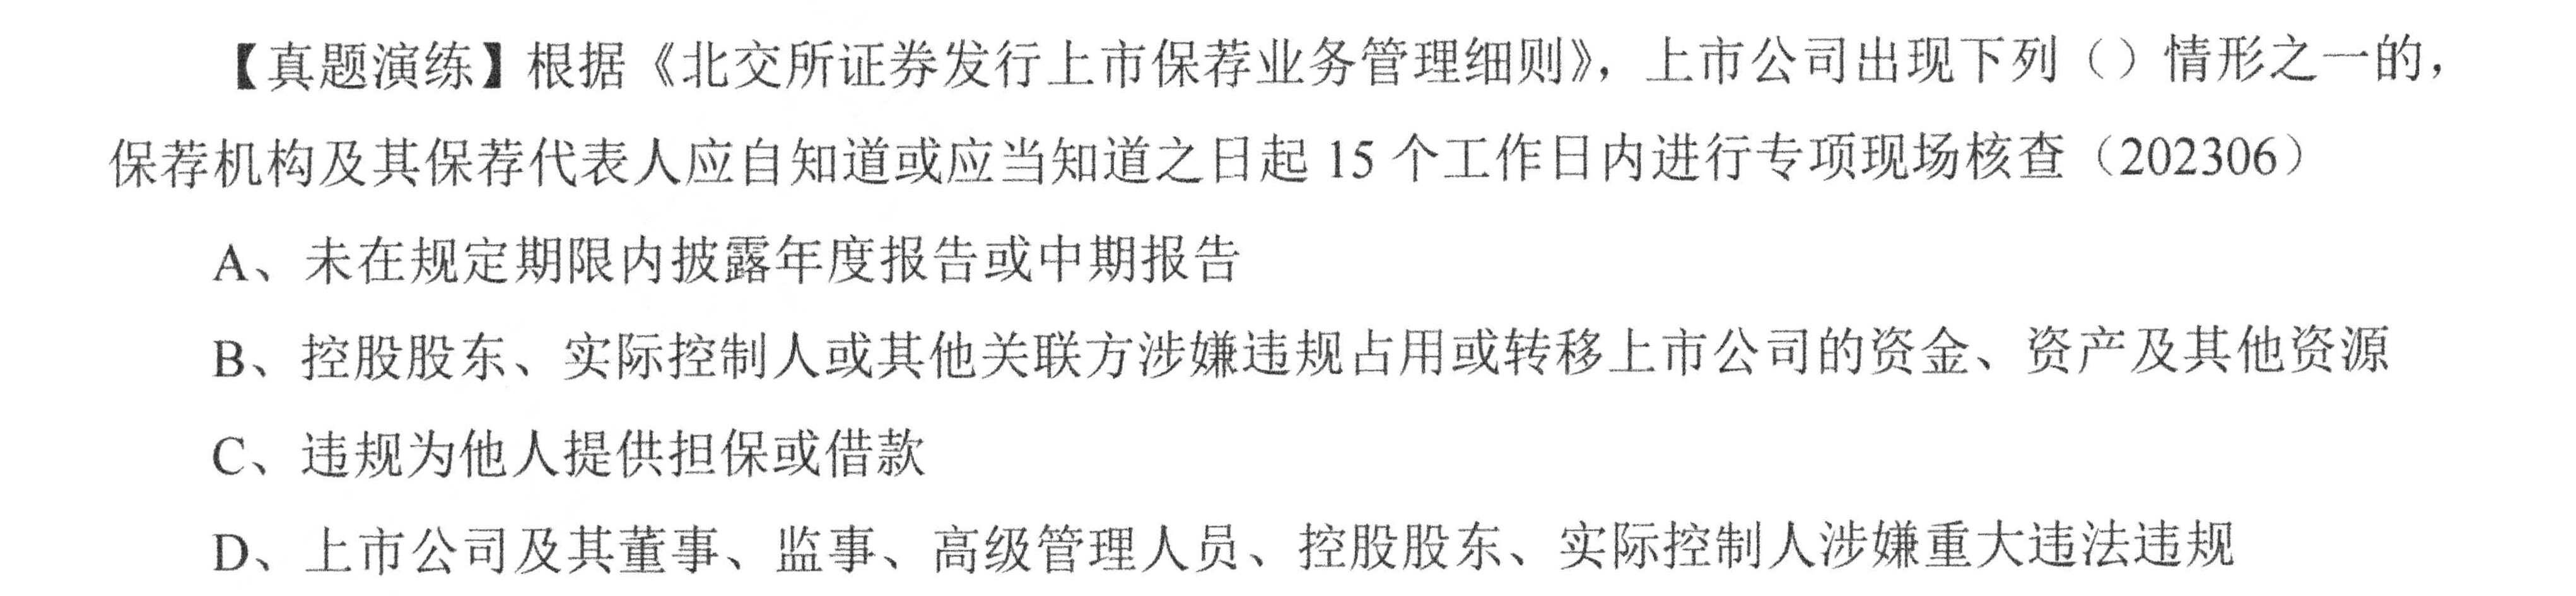 【真题演练】根据《北交所证券发行上市保荐业务管理细则》，上市公司出现下列（）情形之一的，
保荐机构及其保荐代表人应自知道或应当知道之日起 15 个工作日内进行专项现场核查（202306）
A、未在规定期限内披露年度报告或中期报告
B、控股股东、实际控制人或其他关联方涉嫌违规占用或转移上市公司的资金、资产及其他资源
C、违规为他人提供担保或借款
D、上市公司及其董事、监事、高级管理人员、控股股东、实际控制人涉嫌重大违法违规